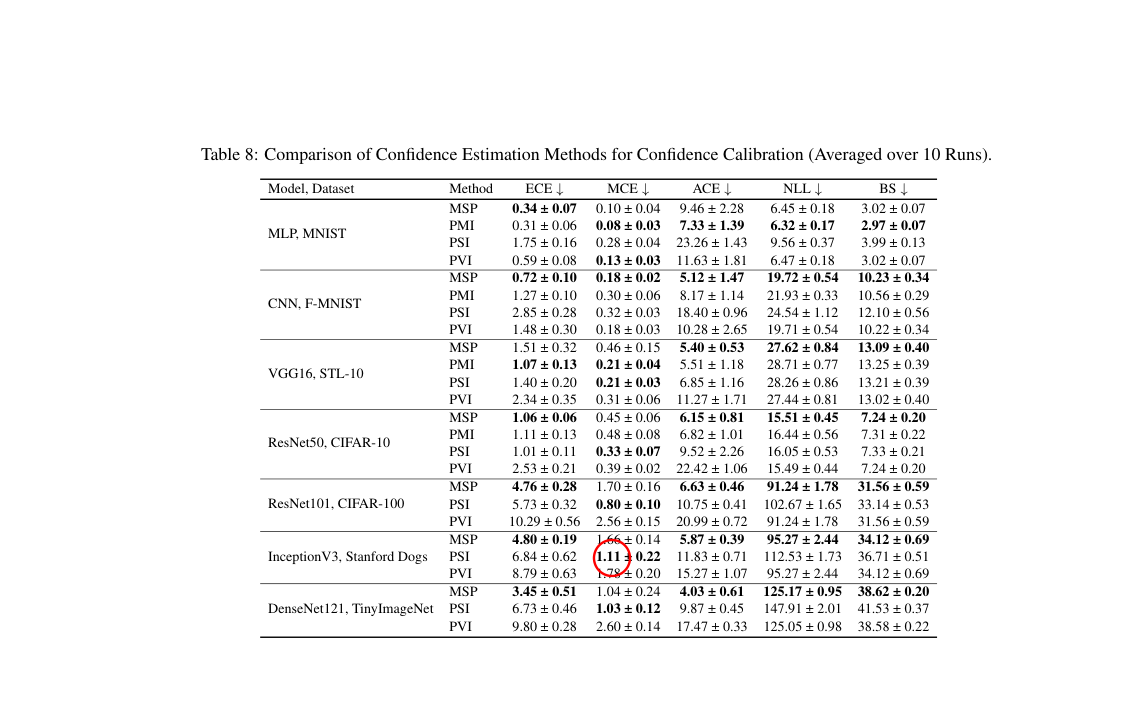 Table 8: Comparison of Confidence Estimation Methods for Confidence Calibration (Averaged over 10 Runs).
Model, Dataset Method ECE ↓ MCE ↓ ACE ↓ NLL ↓ BS ↓
MLP, MNIST
MSP 0.34 ± 0.07 0.10 ± 0.04 9.46 ± 2.28 6.45 ± 0.18 3.02 ± 0.07
PMI 0.31 ± 0.06 0.08 ± 0.03 7.33 ± 1.39 6.32 ± 0.17 2.97 ± 0.07
PSI 1.75 ± 0.16 0.28 ± 0.04 23.26 ± 1.43 9.56 ± 0.37 3.99 ± 0.13
PVI 0.59 ± 0.08 0.13 ± 0.03 11.63 ± 1.81 6.47 ± 0.18 3.02 ± 0.07
CNN, F-MNIST
MSP 0.72 ± 0.10 0.18 ± 0.02 5.12 ± 1.47 19.72 ± 0.54 10.23 ± 0.34
PMI 1.27 ± 0.10 0.30 ± 0.06 8.17 ± 1.14 21.93 ± 0.33 10.56 ± 0.29
PSI 2.85 ± 0.28 0.32 ± 0.03 18.40 ± 0.96 24.54 ± 1.12 12.10 ± 0.56
PVI 1.48 ± 0.30 0.18 ± 0.03 10.28 ± 2.65 19.71 ± 0.54 10.22 ± 0.34
VGG16, STL-10
MSP 1.51 ± 0.32 0.46 ± 0.15 5.40 ± 0.53 27.62 ± 0.84 13.09 ± 0.40
PMI 1.07 ± 0.13 0.21 ± 0.04 5.51 ± 1.18 28.71 ± 0.77 13.25 ± 0.39
PSI 1.40 ± 0.20 0.21 ± 0.03 6.85 ± 1.16 28.26 ± 0.86 13.21 ± 0.39
PVI 2.34 ± 0.35 0.31 ± 0.06 11.27 ± 1.71 27.44 ± 0.81 13.02 ± 0.40
ResNet50, CIFAR-10
MSP 1.06 ± 0.06 0.45 ± 0.06 6.15 ± 0.81 15.51 ± 0.45 7.24 ± 0.20
PMI 1.11 ± 0.13 0.48 ± 0.08 6.82 ± 1.01 16.44 ± 0.56 7.31 ± 0.22
PSI 1.01 ± 0.11 0.33 ± 0.07 9.52 ± 2.26 16.05 ± 0.53 7.33 ± 0.21
PVI 2.53 ± 0.21 0.39 ± 0.02 22.42 ± 1.06 15.49 ± 0.44 7.24 ± 0.20
ResNet101, CIFAR-100
MSP 4.76 ± 0.28 1.70 ± 0.16 6.63 ± 0.46 91.24 ± 1.78 31.56 ± 0.59
PSI 5.73 ± 0.32 0.80 ± 0.10 10.75 ± 0.41 102.67 ± 1.65 33.14 ± 0.53
PVI 10.29 ± 0.56 2.56 ± 0.15 20.99 ± 0.72 91.24 ± 1.78 31.56 ± 0.59
InceptionV3, Stanford Dogs
MSP 4.80 ± 0.19 1.66 ± 0.14 5.87 ± 0.39 95.27 ± 2.44 34.12 ± 0.69
PSI 6.84 ± 0.62 1.11 ± 0.22 11.83 ± 0.71 112.53 ± 1.73 36.71 ± 0.51
PVI 8.79 ± 0.63 1.78 ± 0.20 15.27 ± 1.07 95.27 ± 2.44 34.12 ± 0.69
DenseNet121, TinyImageNet
MSP 3.45 ± 0.51 1.04 ± 0.24 4.03 ± 0.61 125.17 ± 0.95 38.62 ± 0.20
PSI 6.73 ± 0.46 1.03 ± 0.12 9.87 ± 0.45 147.91 ± 2.01 41.53 ± 0.37
PVI 9.80 ± 0.28 2.60 ± 0.14 17.47 ± 0.33 125.05 ± 0.98 38.58 ± 0.22